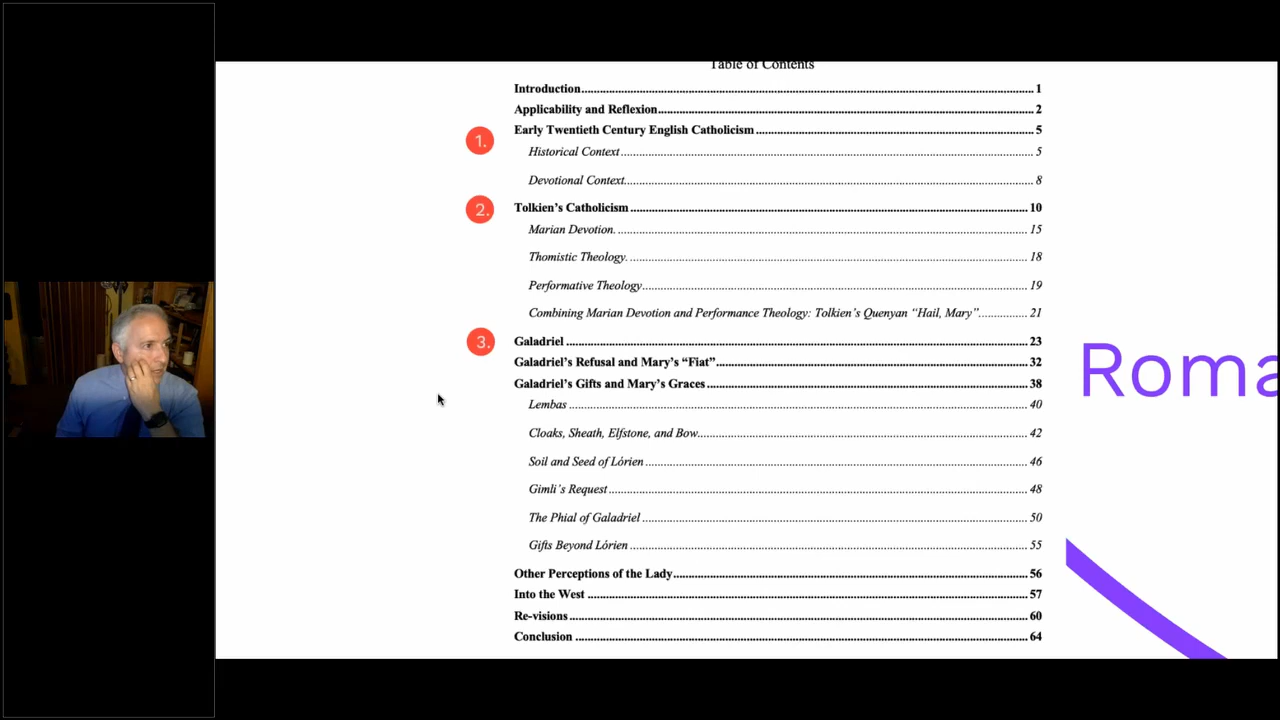 Table of Contents
Introduction 1
Applicability and Reflexion 2
Early Twentieth Century English Catholicism 5
1.
Historical Context 5
Devotional Context 8
2.
Tolkien's Catholicism 10
Marian Devotion. 15
Thomistic Theology. 18
Performative Theology 19
Combining Marian Devotion and Performance Theology: Tolkien's Quenyan "Hail, Mary" 21
3.
Galadriel 23
Galadriel's Refusal and Mary's "Fiat" 32
Galadriel's Gifts and Mary's Graces 38
Lembas 40
Cloaks, Sheath, Elfstone, and Bow 42
Soil and Seed of Lórien 46
Gimli's Request 48
The Phial of Galadriel 50
Gifts Beyond Lórien 55
Other Perceptions of the Lady 56
Into the West 57
Re-visions 60
Conclusion 64
Roma